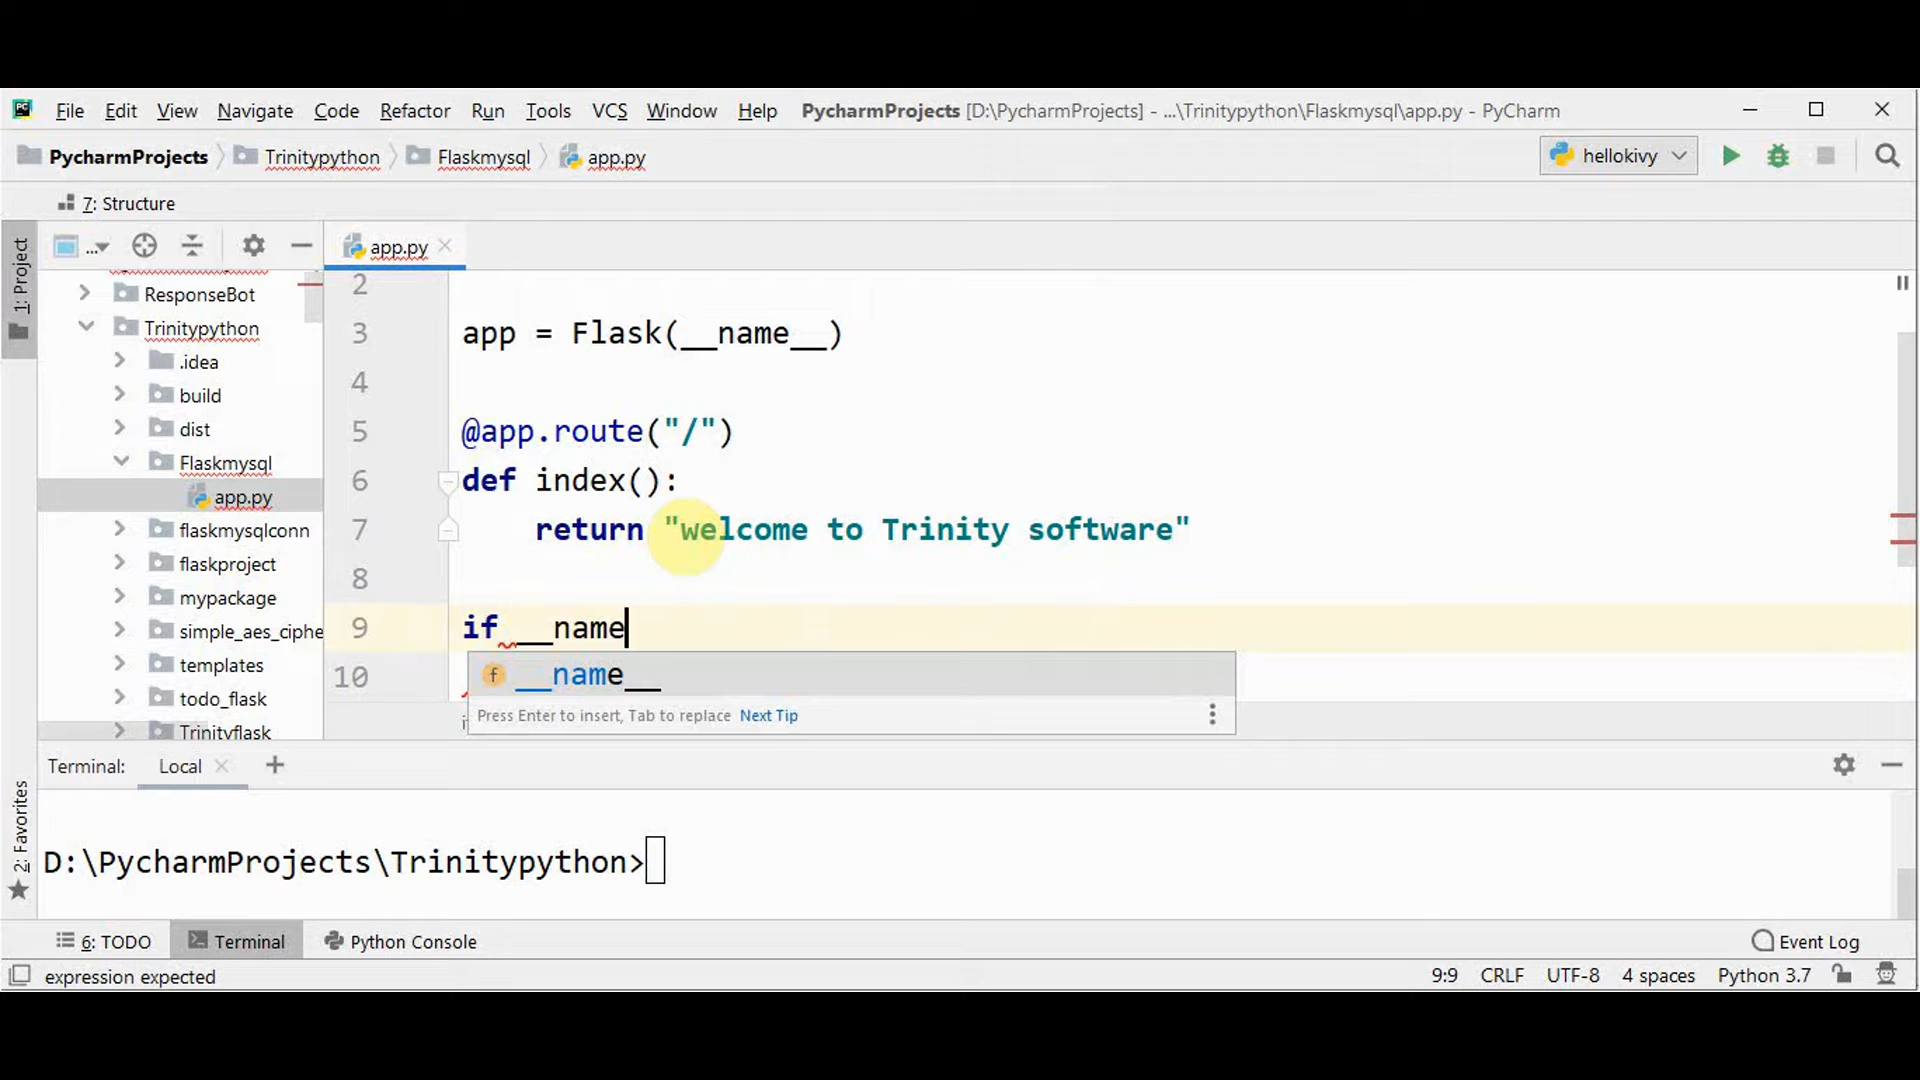 File Edit View Navigate Code Refactor Run Tools VCS Window Help PycharmProjects [D:\PycharmProjects] - ...\Trinitypython\Flaskmysql\app.py - PyCharm
PycharmProjects Trinitypython Flaskmysql app.py hellokivy
7: Structure
1: Project
... app.py
ResponseBot
Trinitypython
.idea
build
dist
Flaskmysql
app.py
flaskmysqlconn
flaskproject
mypackage
simple_aes_ciphe
templates
todo_flask
Trinityflask
2
3 app = Flask(__name__)
4
5 @app.route("/")
6 def index():
7 return "welcome to Trinity software"
8
9 if __name
10
f __name__
Press Enter to insert, Tab to replace Next Tip
2: Favorites
Terminal: Local
D:\PycharmProjects\Trinitypython>
6: TODO Terminal Python Console Event Log
expression expected 9:9 CRLF UTF-8 4 spaces Python 3.7